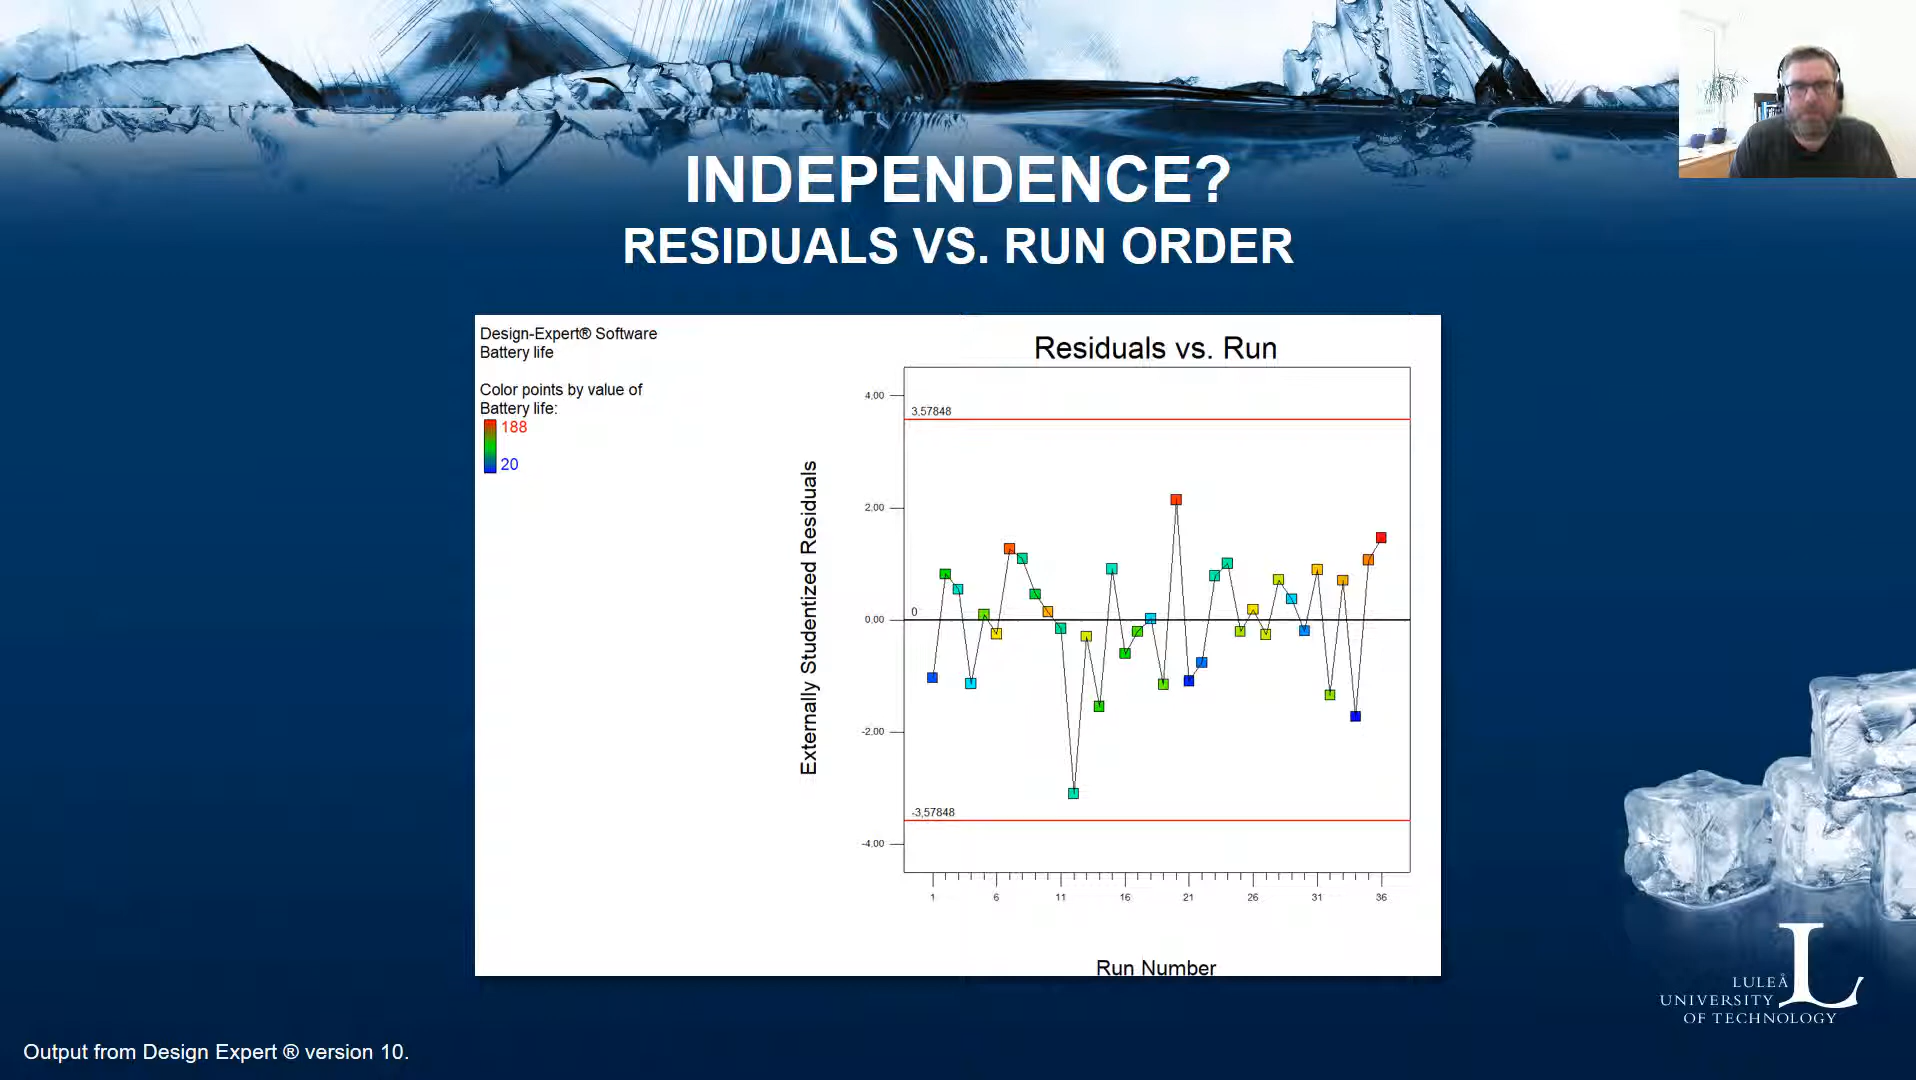 INDEPENDENCE?
RESIDUALS VS. RUN ORDER
Design-Expert® Software
Battery life
Color points by value of
Battery life:
188
20
Residuals vs. Run
Externally Studentized Residuals
4,00
2,00
0,00
-2,00
-4,00
3,57848
0
-3,57848
1 6 11 16 21 26 31 36
Run Number
LULEÅ
UNIVERSITY
OF TECHNOLOGY
L
Output from Design Expert ® version 10.